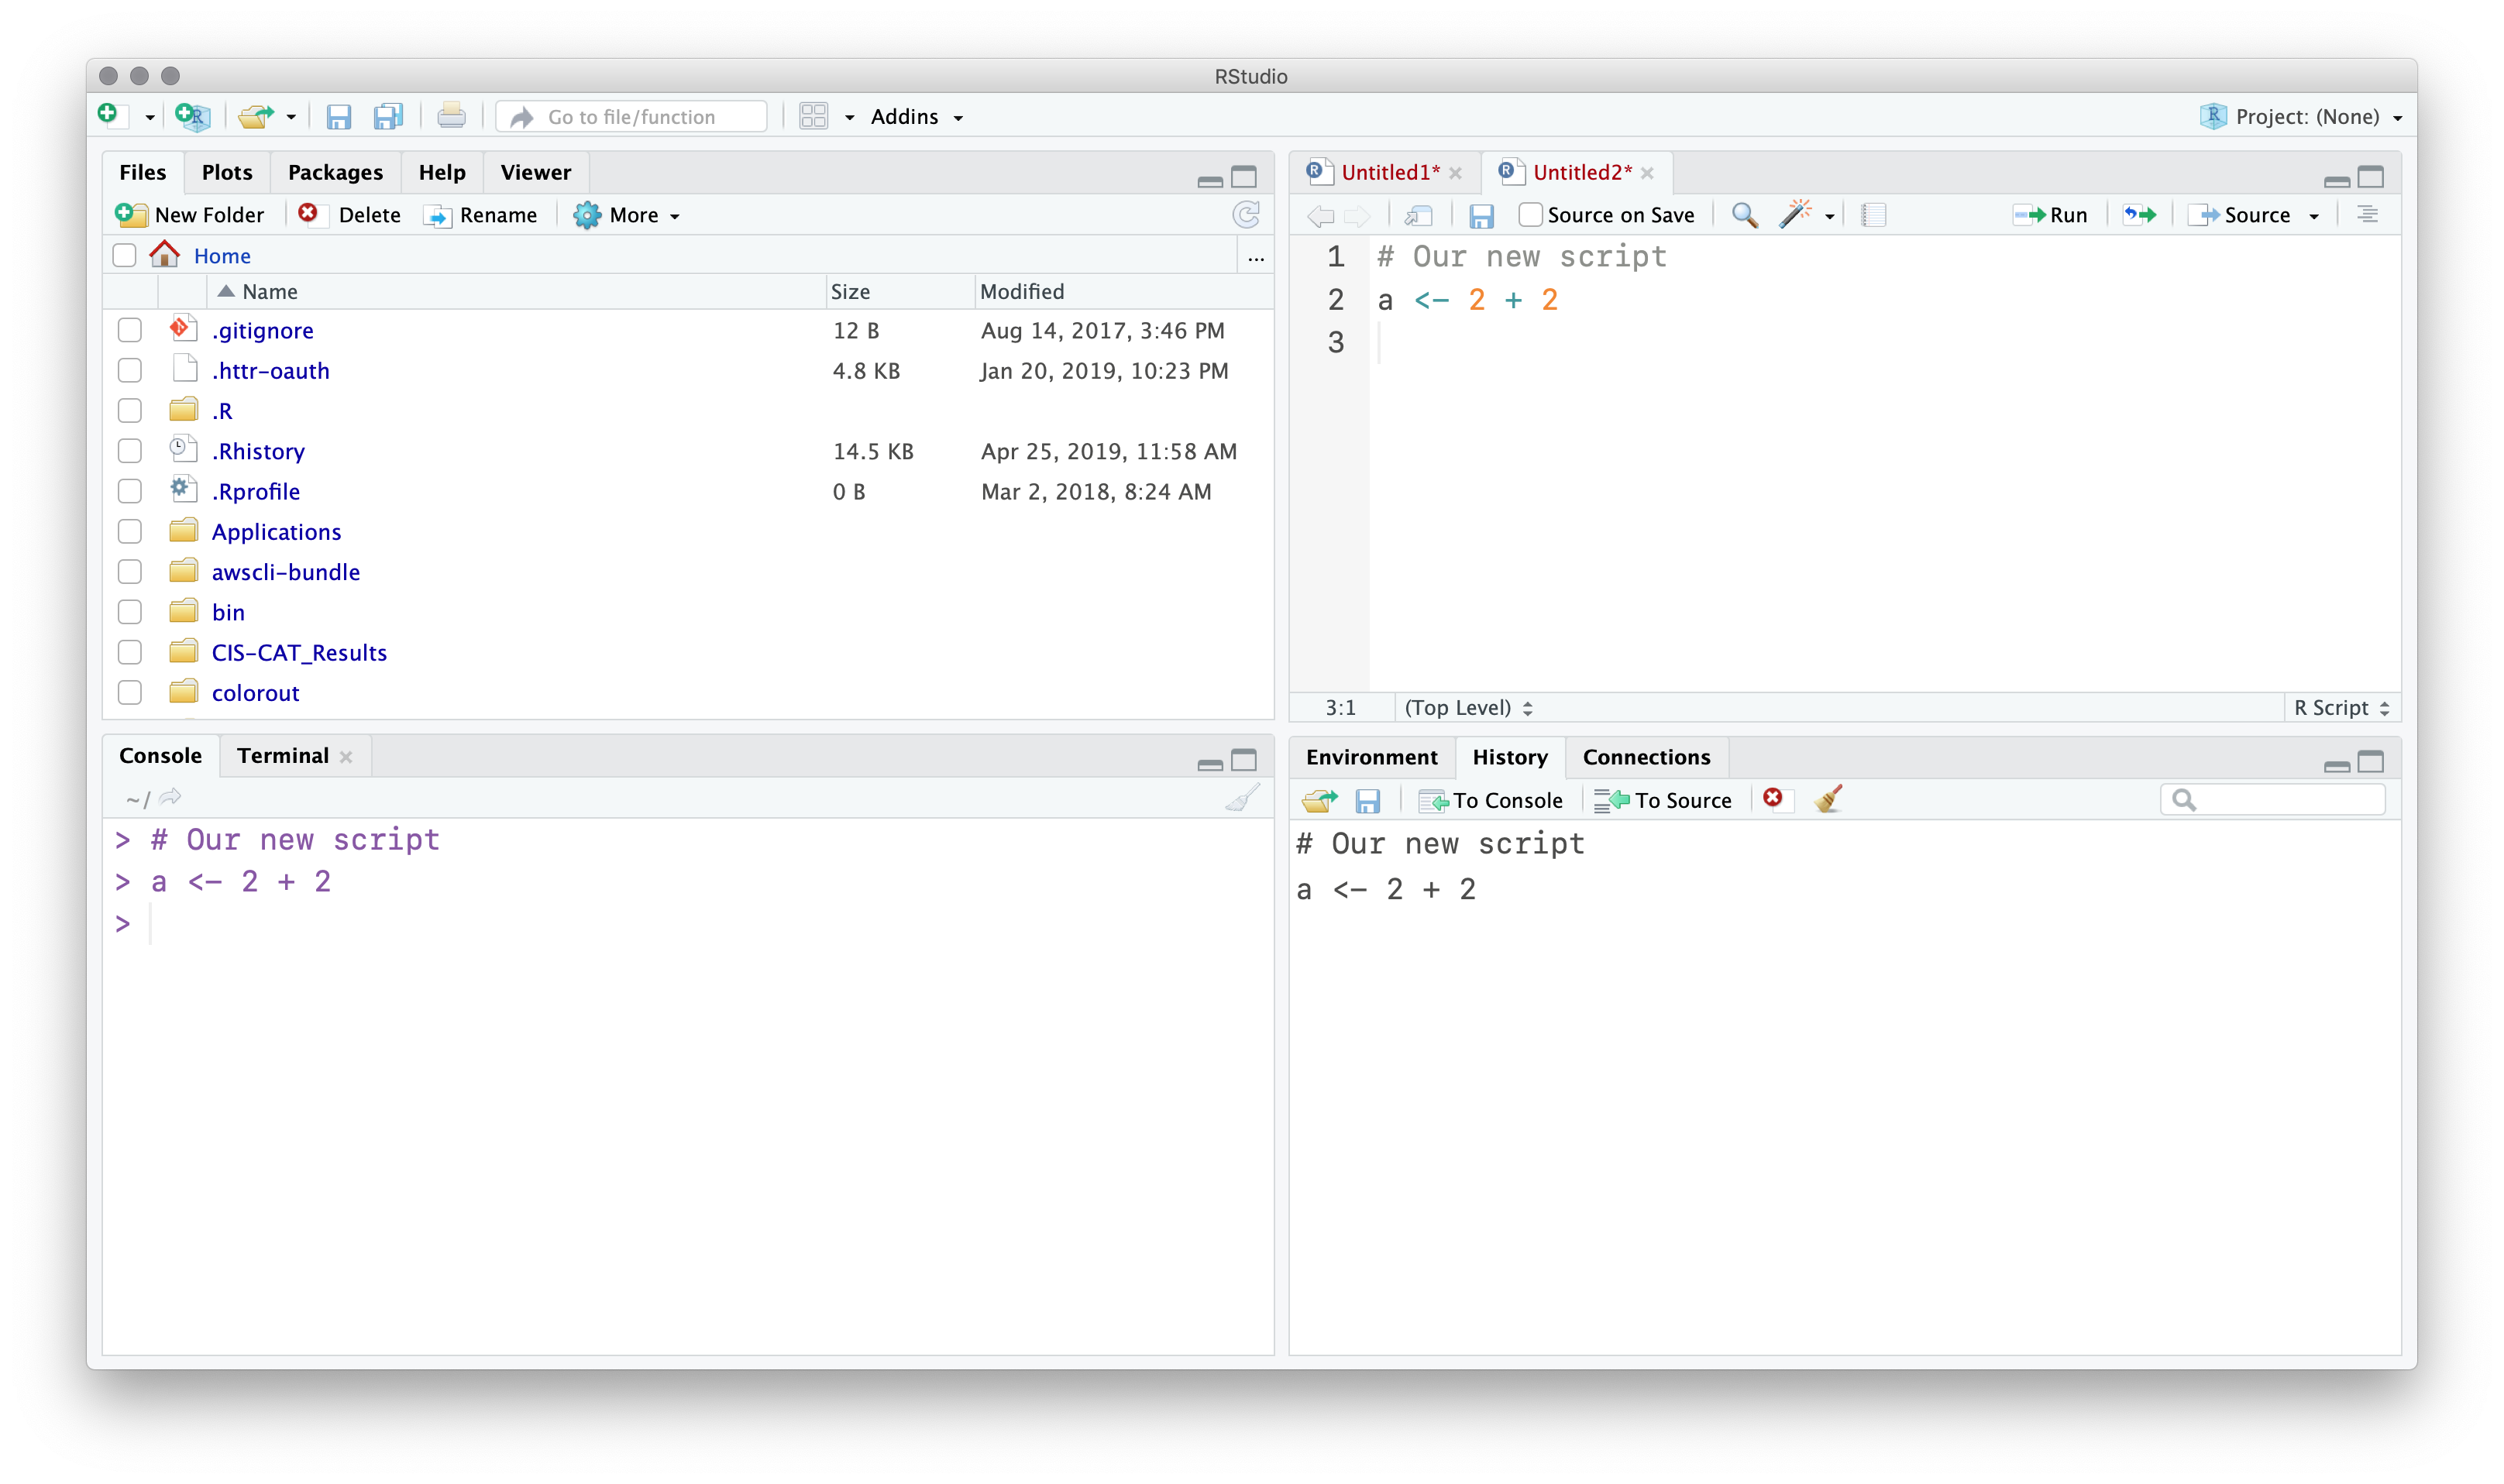 RStudio
Go to file/function Addins Project: (None)
Files Plots Packages Help Viewer
New Folder Delete Rename More
Home ...
Name Size Modified
.gitignore 12 B Aug 14, 2017, 3:46 PM
.httr-oauth 4.8 KB Jan 20, 2019, 10:23 PM
.R
.Rhistory 14.5 KB Apr 25, 2019, 11:58 AM
.Rprofile 0 B Mar 2, 2018, 8:24 AM
Applications
awscli-bundle
bin
CIS-CAT_Results
colorout
Untitled1* Untitled2*
Source on Save Run Source
1 # Our new script
2 a <- 2 + 2
3
3:1 (Top Level) R Script
Console Terminal
~/
> # Our new script
> a <- 2 + 2
>
Environment History Connections
To Console To Source
# Our new script
a <- 2 + 2